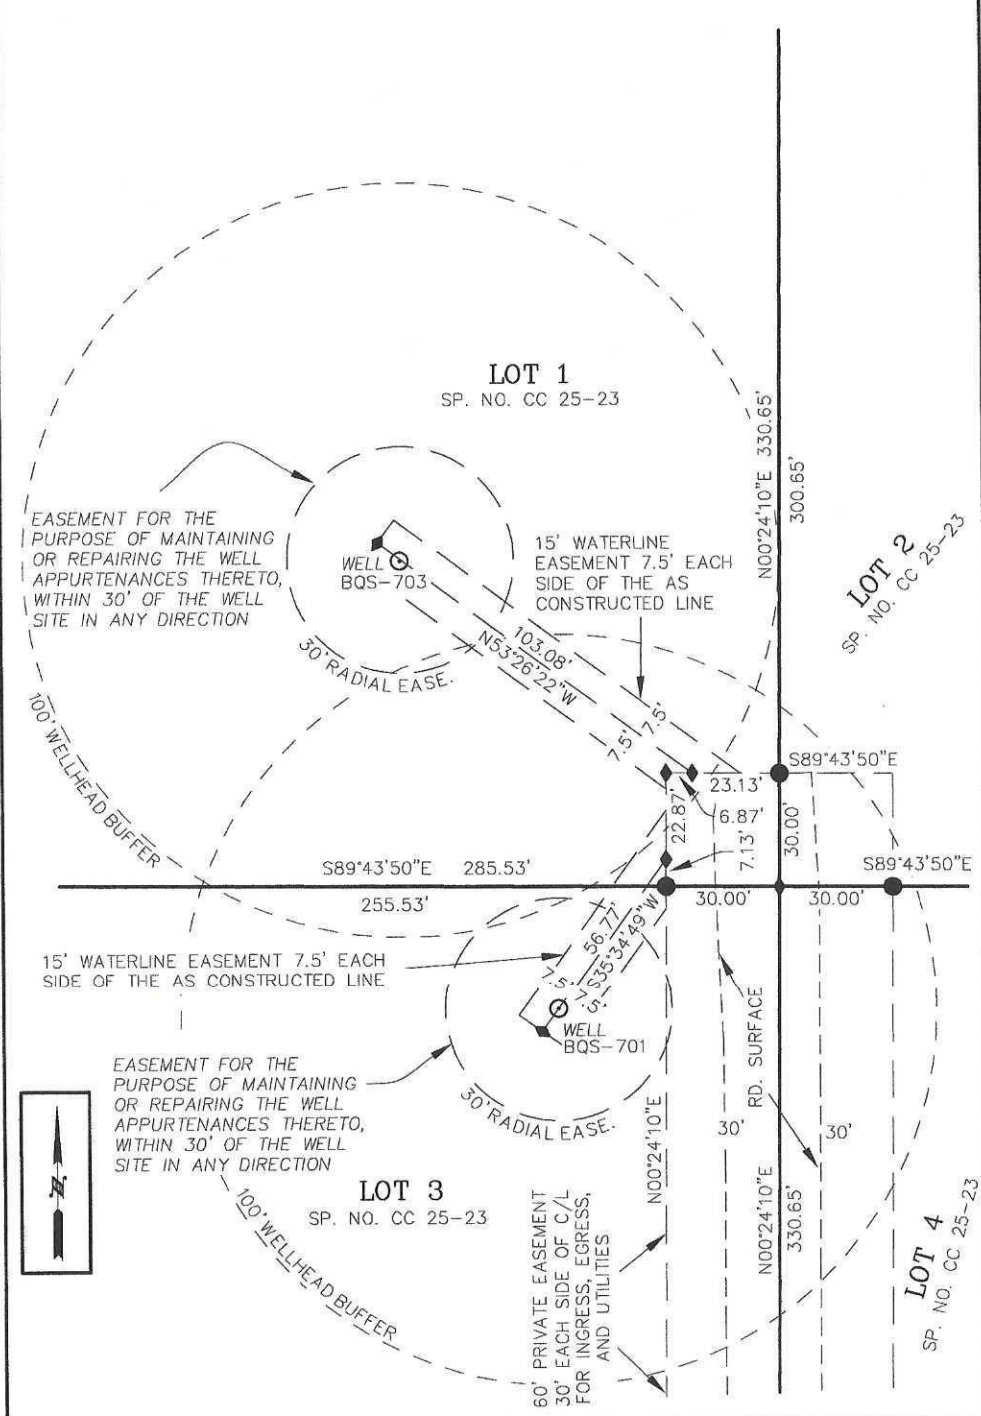 LOT 1
SP. NO. CC 25-23
N00°24'10"E 330.65'
300.65'
EASEMENT FOR THE
PURPOSE OF MAINTAINING
OR REPAIRING THE WELL
APPURTENANCES THERETO,
WITHIN 30' OF THE WELL
SITE IN ANY DIRECTION
WELL
BQS-703
15' WATERLINE
EASEMENT 7.5' EACH
SIDE OF THE AS
CONSTRUCTED LINE
LOT 2
SP. NO. CC 25-23
103.08'
N53°26'22"W
7.5'
7.5'
30' RADIAL EASE.
100' WELLHEAD BUFFER
S89°43'50"E
23.13'
6.87'
22.87'
7.13'
30.00'
S89°43'50"E 285.53'
S89°43'50"E
255.53'
30.00'
30.00'
56.77'
S35°34'49"W
7.5'
7.5'
15' WATERLINE EASEMENT 7.5' EACH
SIDE OF THE AS CONSTRUCTED LINE
WELL
BQS-701
RD. SURFACE
EASEMENT FOR THE
PURPOSE OF MAINTAINING
OR REPAIRING THE WELL
APPURTENANCES THERETO,
WITHIN 30' OF THE WELL
SITE IN ANY DIRECTION
30' RADIAL EASE.
N00°24'10"E
30'
30'
N
LOT 3
SP. NO. CC 25-23
100' WELLHEAD BUFFER
60' PRIVATE EASEMENT
30' EACH SIDE OF C/L
FOR INGRESS, EGRESS,
AND UTILITIES
N00°24'10"E
330.65'
LOT 4
SP. NO. CC 25-23